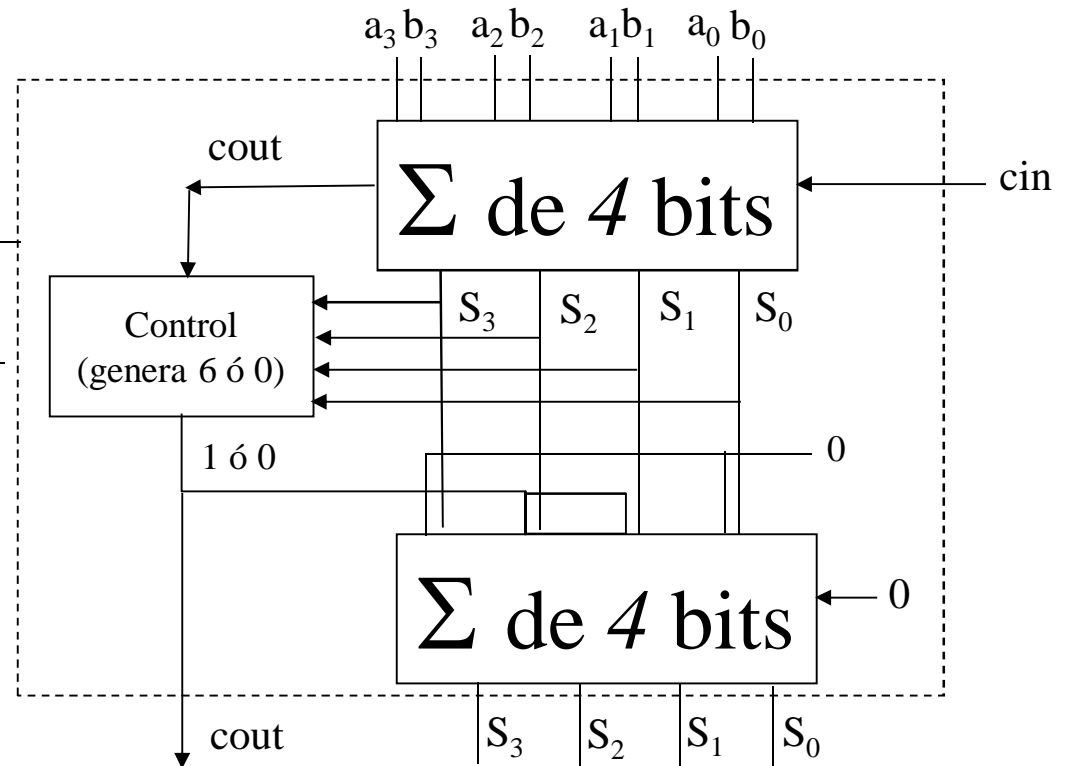 a₃ b₃ a₂ b₂ a₁ b₁ a₀ b₀
cout
cin
Σ de 4 bits
S₃ S₂ S₁ S₀
Control
(genera 6 ó 0)
1 ó 0
0
Σ de 4 bits
0
cout
S₃ S₂ S₁ S₀